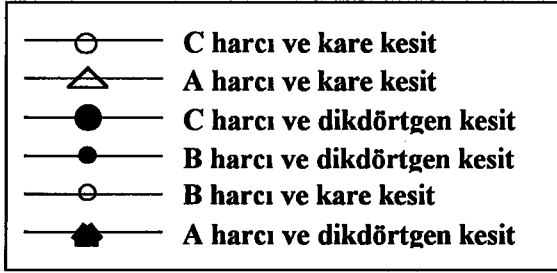 C harcı ve kare kesit
A harcı ve kare kesit
C harcı ve dikdörtgen kesit
B harcı ve dikdörtgen kesit
B harcı ve kare kesit
A harcı ve dikdörtgen kesit